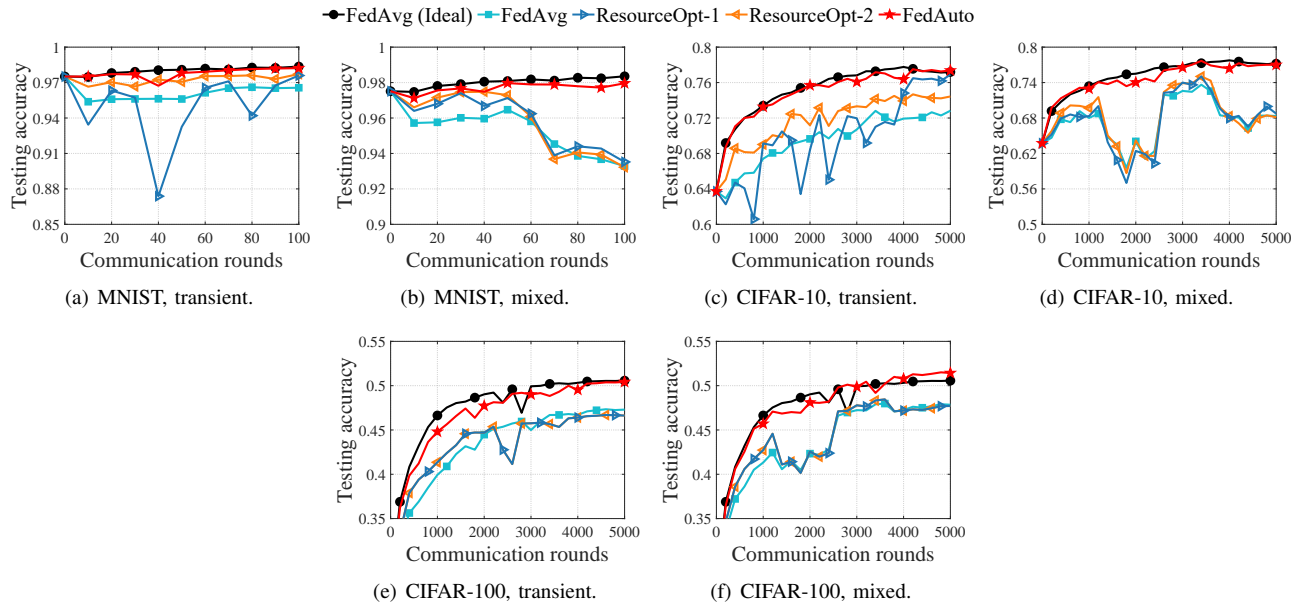 FedAvg (Ideal) FedAvg ResourceOpt-1 ResourceOpt-2 FedAuto
1
0.97
0.94
0.91
0.88
0.85
0 20 40 60 80 100
Testing accuracy
Communication rounds
(a) MNIST, transient.
1
0.98
0.96
0.94
0.92
0.9
0 20 40 60 80 100
Testing accuracy
Communication rounds
(b) MNIST, mixed.
0.8
0.76
0.72
0.68
0.64
0.6
0 1000 2000 3000 4000 5000
Testing accuracy
Communication rounds
(c) CIFAR-10, transient.
0.8
0.74
0.68
0.62
0.56
0.5
0 1000 2000 3000 4000 5000
Testing accuracy
Communication rounds
(d) CIFAR-10, mixed.
0.55
0.5
0.45
0.4
0.35
0 1000 2000 3000 4000 5000
Testing accuracy
Communication rounds
(e) CIFAR-100, transient.
0.55
0.5
0.45
0.4
0.35
0 1000 2000 3000 4000 5000
Testing accuracy
Communication rounds
(f) CIFAR-100, mixed.